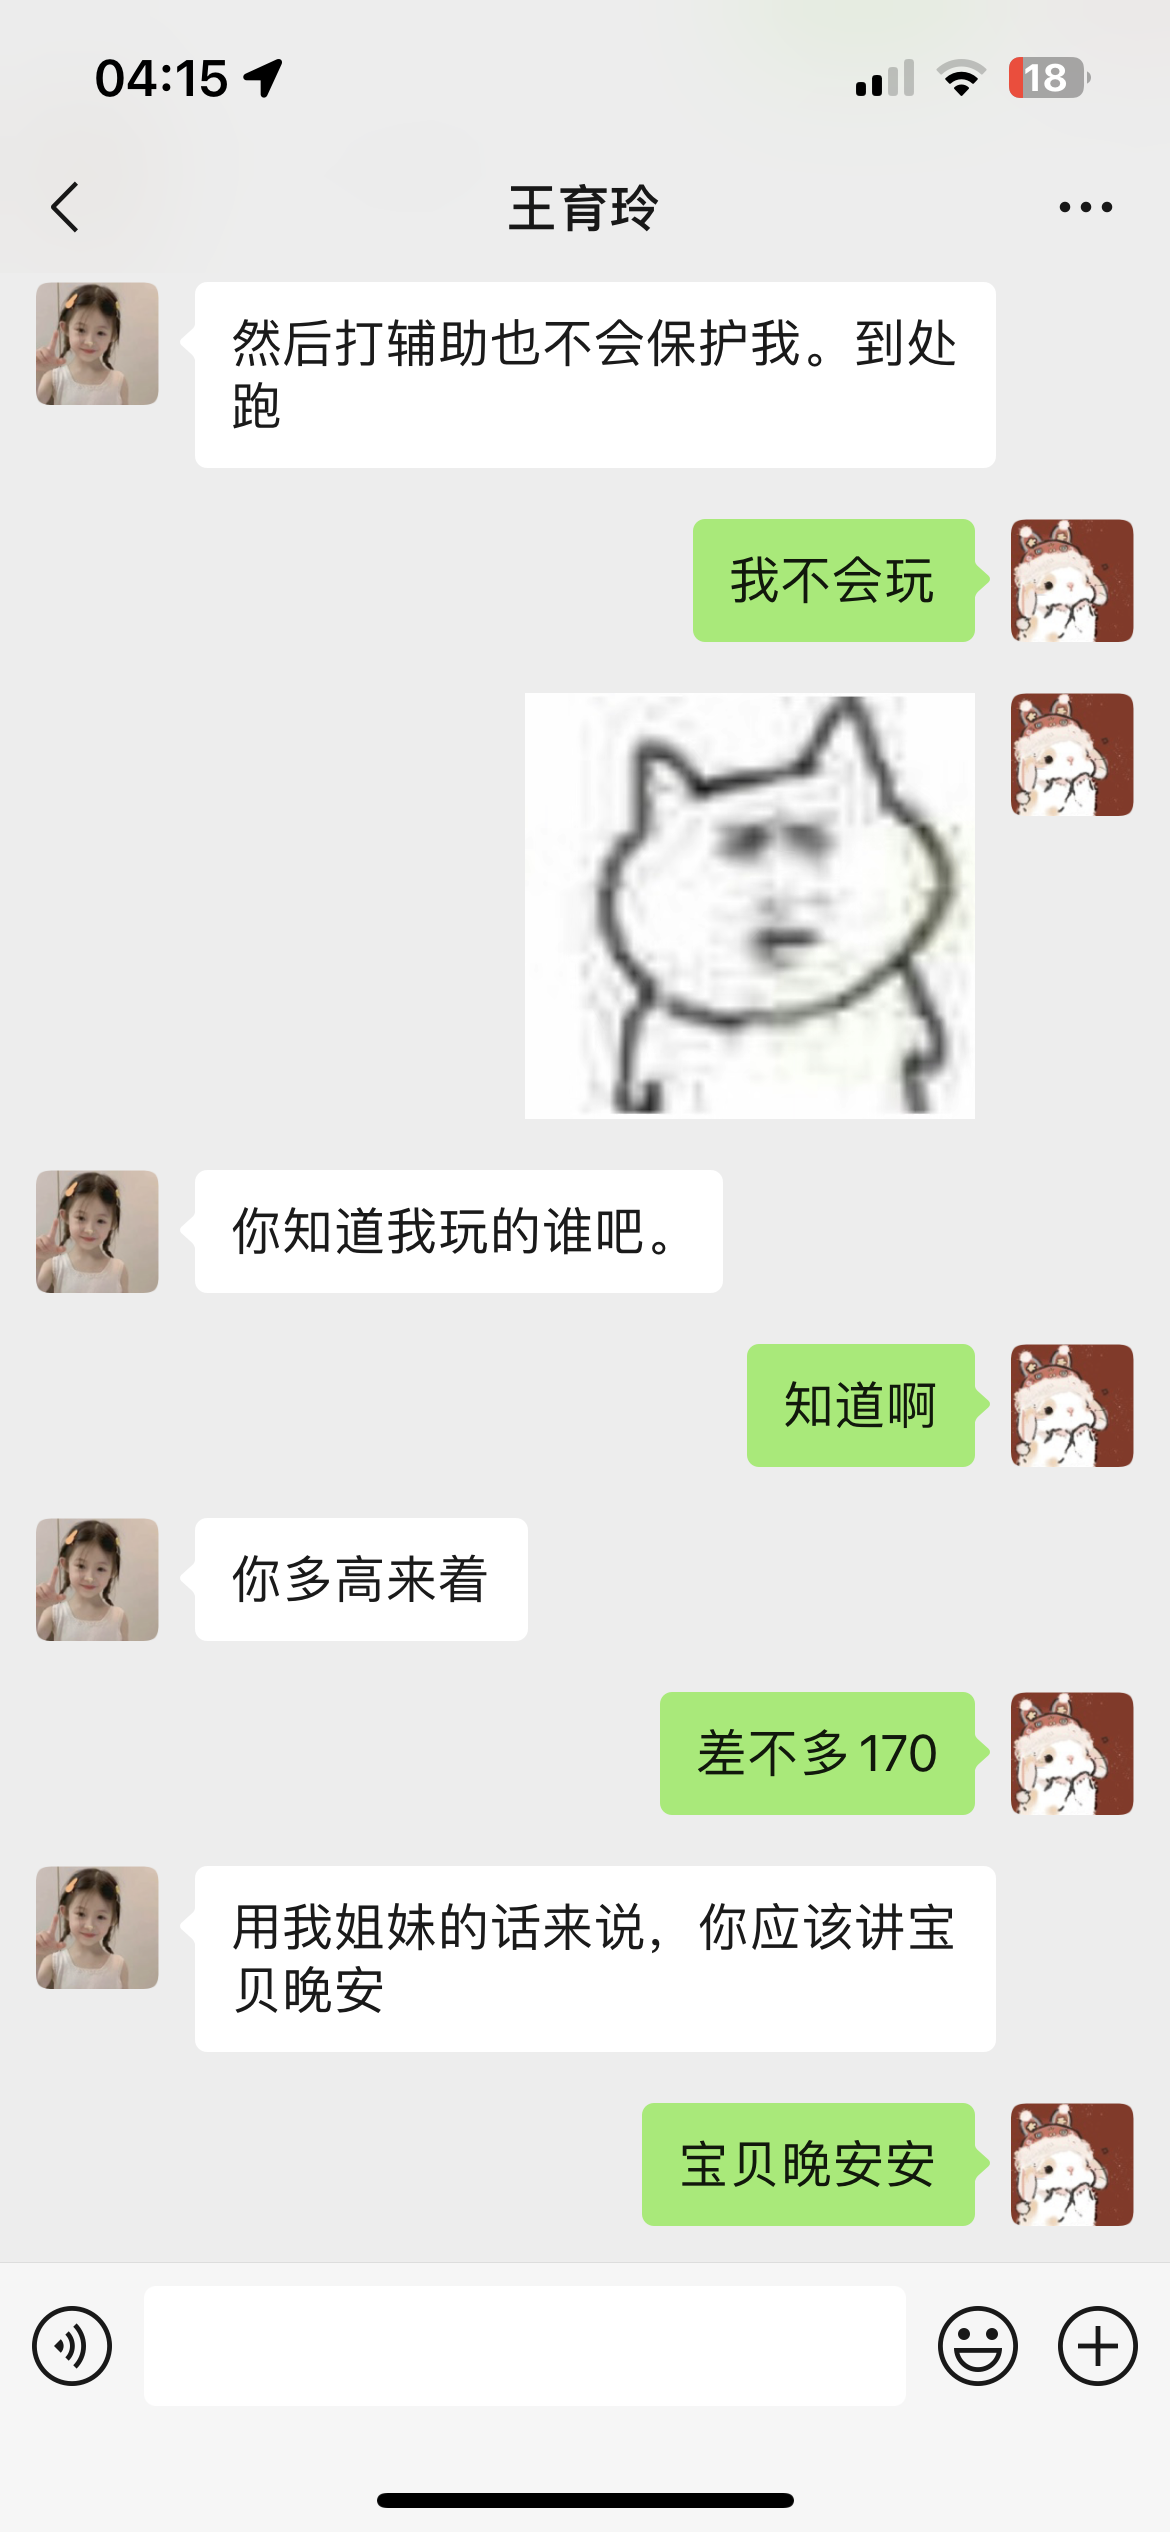 04:15
18
王育玲
然后打辅助也不会保护我。到处
跑
我不会玩
你知道我玩的谁吧。
知道啊
你多高来着
差不多170
用我姐妹的话来说，你应该讲宝
贝晚安
宝贝晚安安